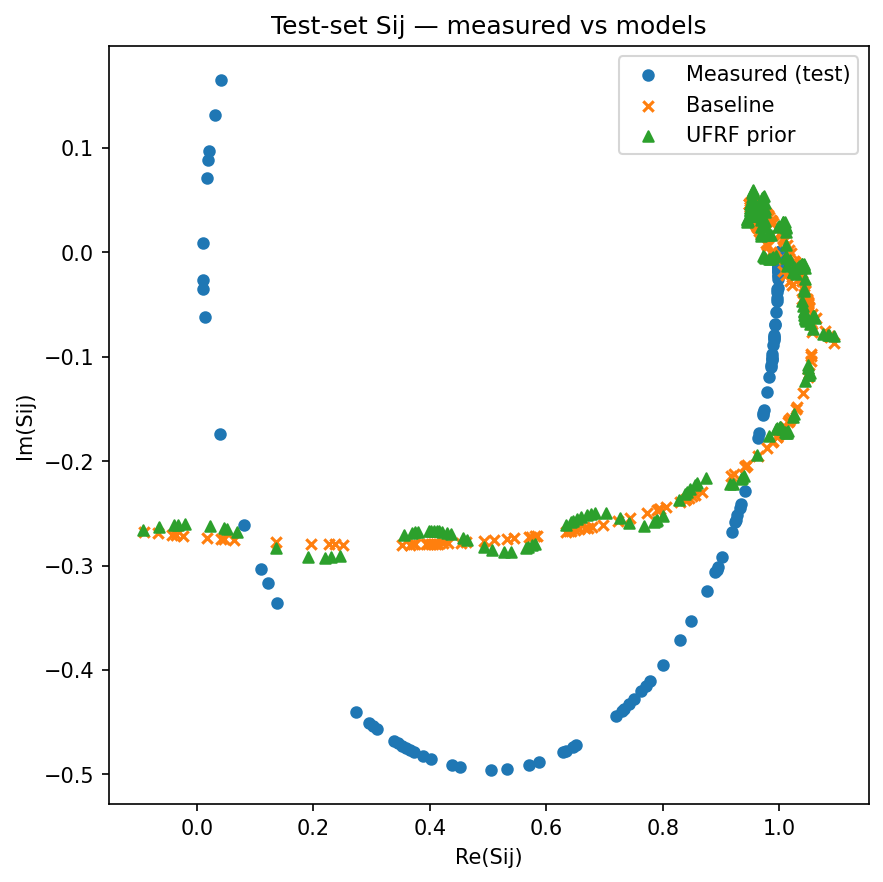 Test-set Sij — measured vs models
Measured (test)
Baseline
UFRF prior
0.1
0.0
−0.1
−0.2
−0.3
−0.4
−0.5
Im(Sij)
0.0 0.2 0.4 0.6 0.8 1.0
Re(Sij)